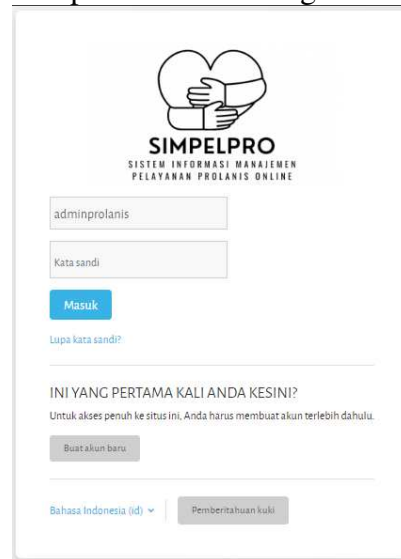 SIMPELPRO
SISTEM INFORMASI MANAJEMEN
PELAYANAN PROLANIS ONLINE
adminprolanis
Kata sandi
Masuk
Lupa kata sandi?
INI YANG PERTAMA KALI ANDA KESINI?
Untuk akses penuh ke situs ini, Anda harus membuat akun terlebih dahulu.
Buat akun baru
Bahasa Indonesia (id)
Pemberitahuan kuki